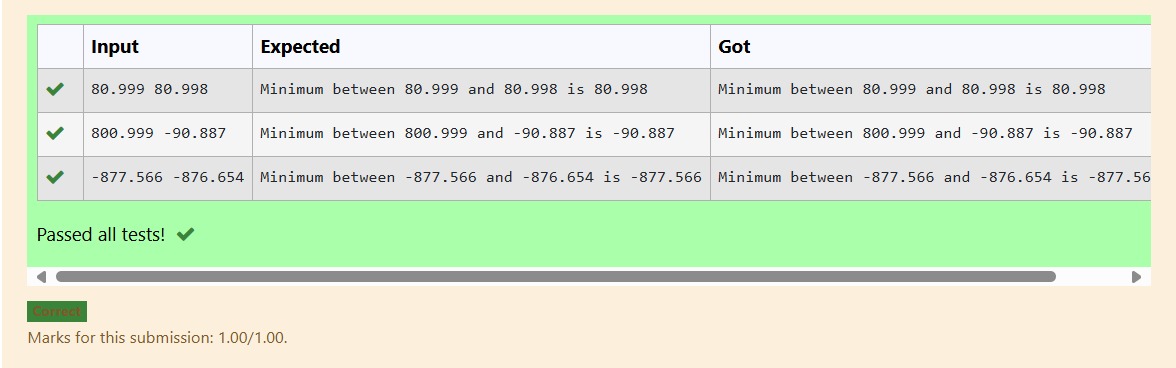 Input Expected Got
80.999 80.998 Minimum between 80.999 and 80.998 is 80.998 Minimum between 80.999 and 80.998 is 80.998
800.999 -90.887 Minimum between 800.999 and -90.887 is -90.887 Minimum between 800.999 and -90.887 is -90.887
-877.566 -876.654 Minimum between -877.566 and -876.654 is -877.566 Minimum between -877.566 and -876.654 is -877.56
Passed all tests!
Correct
Marks for this submission: 1.00/1.00.